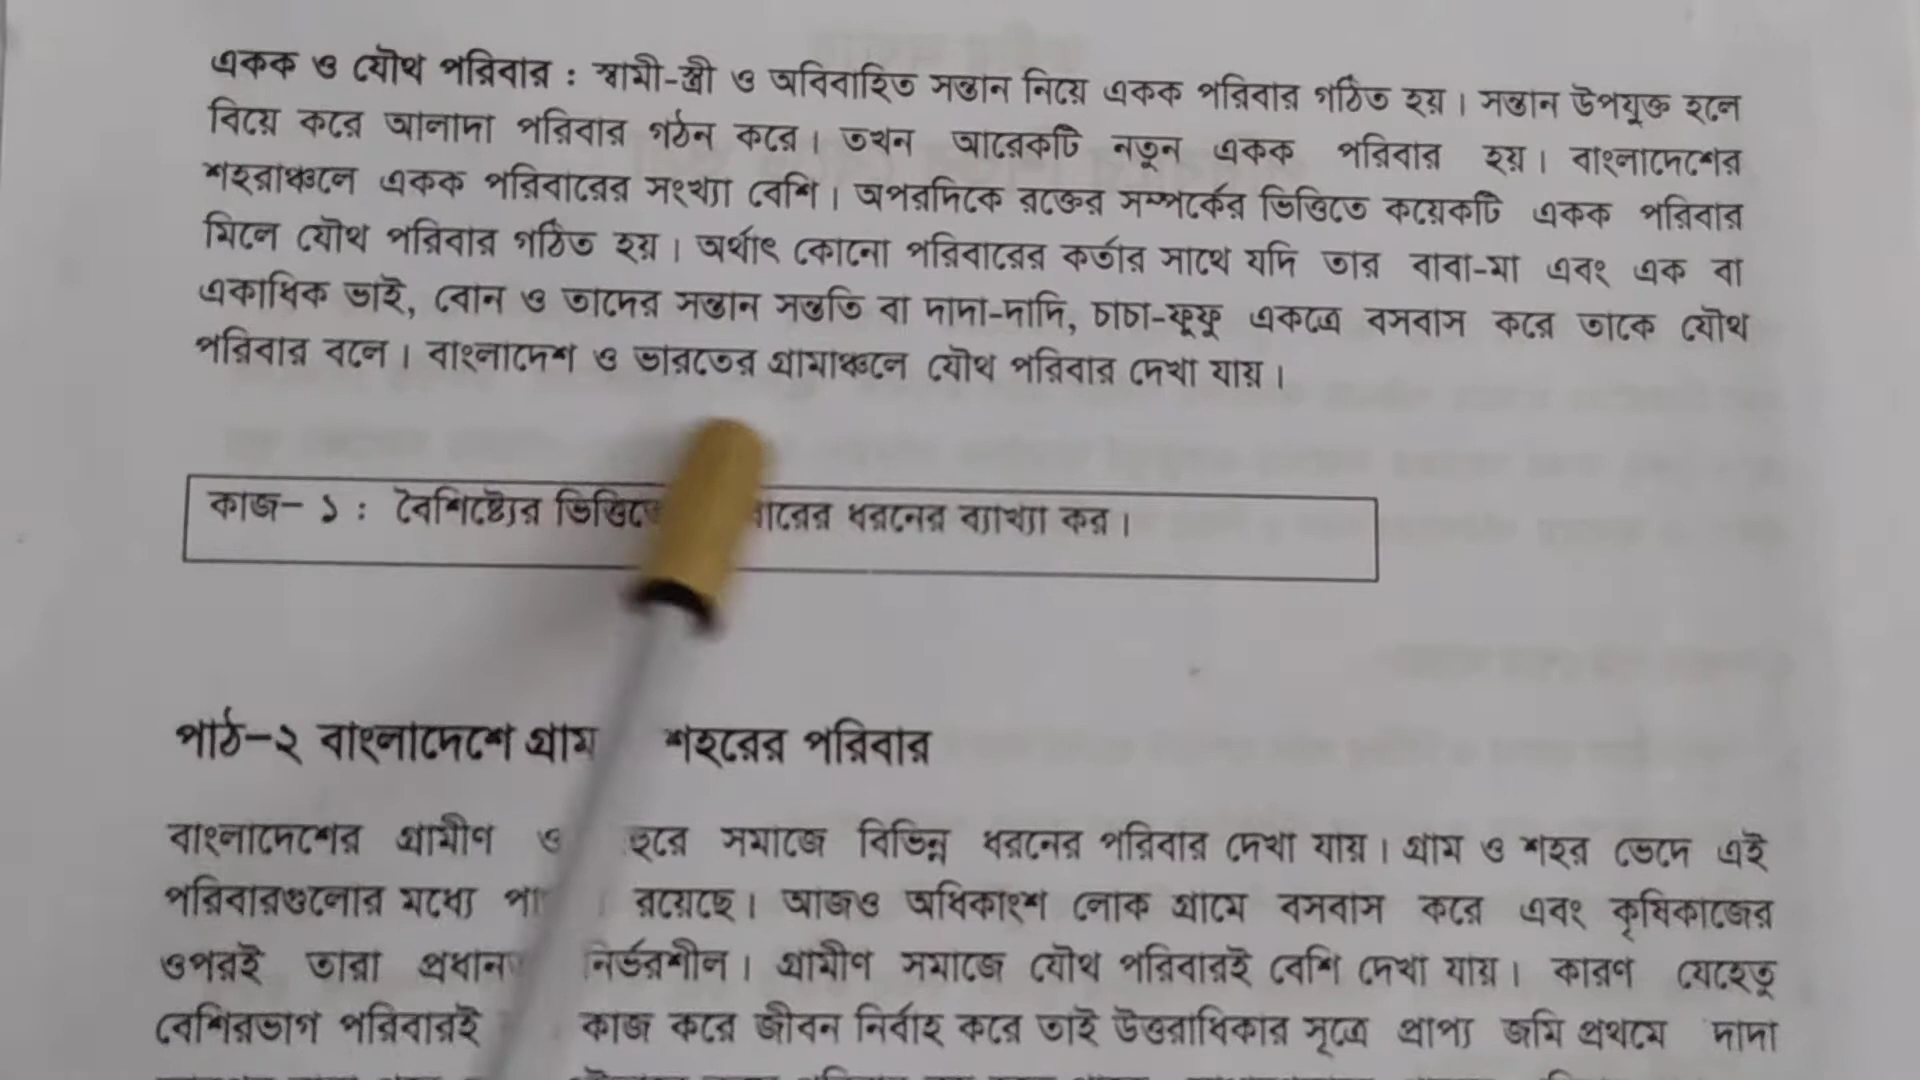 একক ও যৌথ পরিবার : স্বামী-স্ত্রী ও অবিবাহিত সন্তান নিয়ে একক পরিবার গঠিত হয়। সন্তান উপযুক্ত হলে
বিয়ে করে আলাদা পরিবার গঠন করে। তখন আরেকটি নতুন একক পরিবার হয়। বাংলাদেশের
শহরাঞ্চলে একক পরিবারের সংখ্যা বেশি। অপরদিকে রক্তের সম্পর্কের ভিত্তিতে কয়েকটি একক পরিবার
মিলে যৌথ পরিবার গঠিত হয়। অর্থাৎ কোনো পরিবারের কর্তার সাথে যদি তার বাবা-মা এবং এক বা
একাধিক ভাই, বোন ও তাদের সন্তান সন্ততি বা দাদা-দাদি, চাচা-ফুফু একত্রে বসবাস করে তাকে যৌথ
পরিবার বলে। বাংলাদেশ ও ভারতের গ্রামাঞ্চলে যৌথ পরিবার দেখা যায়।
কাজ- ১ : বৈশিষ্ট্যের ধরনের ব্যাখ্যা কর।
পাঠ-২ বাংলাদেশে গ্রাম শহরের পরিবার
বাংলাদেশের গ্রামীণ ও সমাজে বিভিন্ন ধরনের পরিবার দেখা যায়। গ্রাম ও শহর ভেদে এই
পরিবারগুলোর মধ্যে রয়েছে। আজও অধিকাংশ লোক গ্রামে বসবাস করে এবং কৃষিকাজের
ওপরই তারা নির্ভরশীল। গ্রামীণ সমাজে যৌথ পরিবারই বেশি দেখা যায়। কারণ যেহেতু
বেশিরভাগ পরিবারই কাজ করে জীবন নির্বাহ করে তাই উত্তরাধিকার সূত্রে প্রাপ্য জমি প্রথমে দাদা